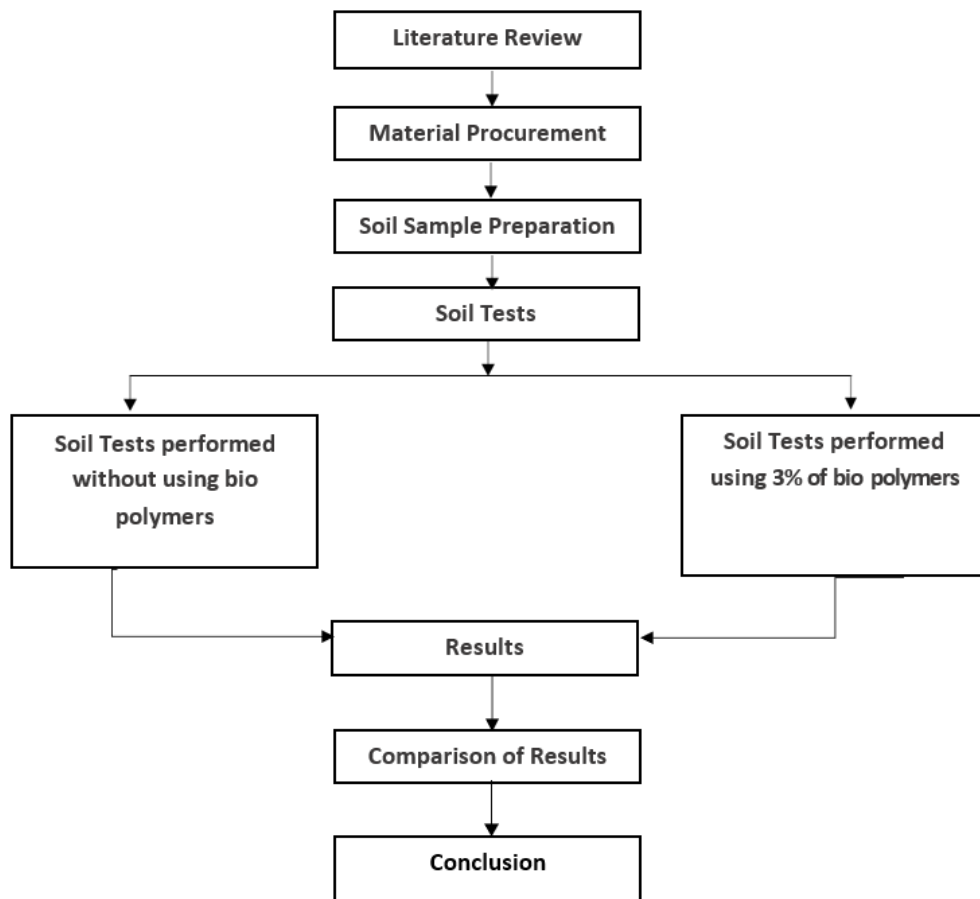 Literature Review
Material Procurement
Soil Sample Preparation
Soil Tests
Soil Tests performed
without using bio
polymers
Soil Tests performed
using 3% of bio polymers
Results
Comparison of Results
Conclusion